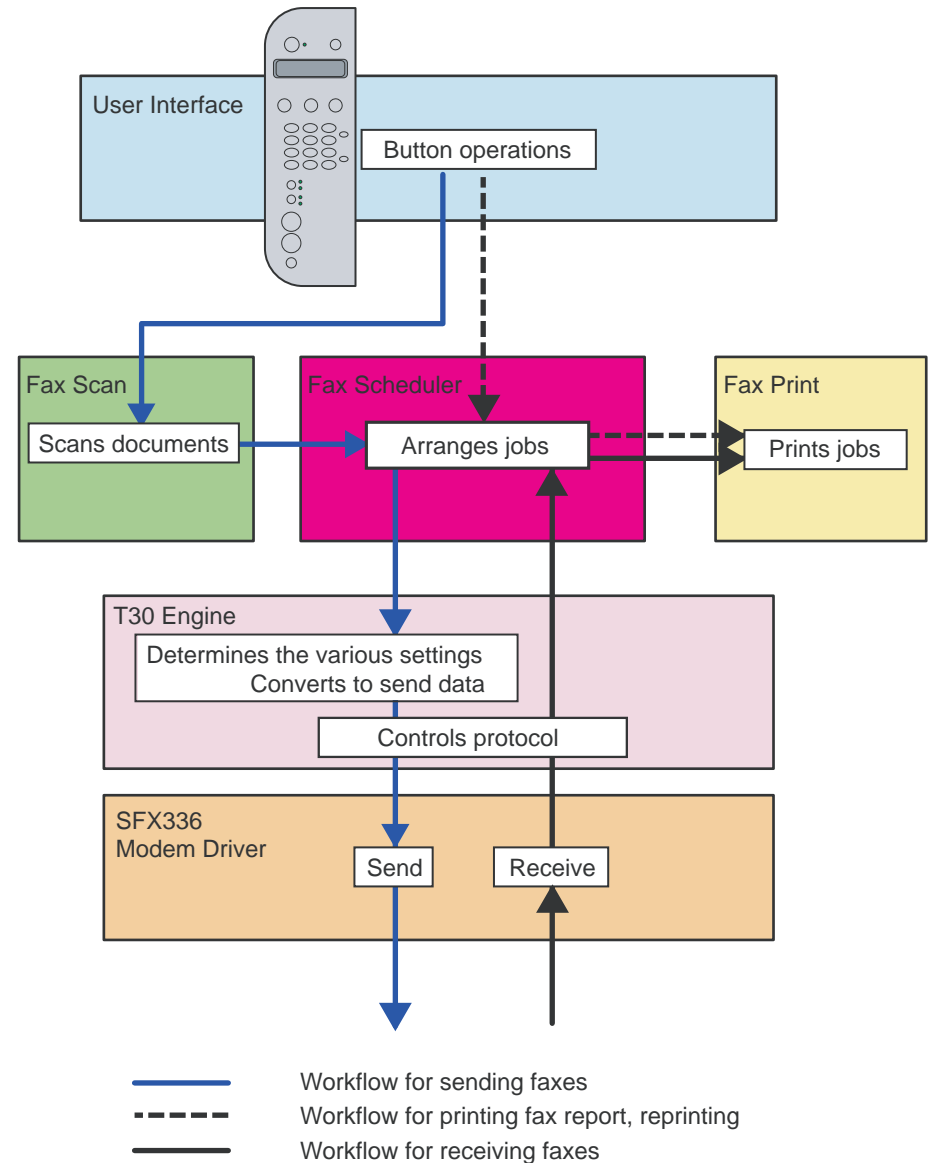 User Interface
Button operations
Fax Scan
Fax Scheduler
Fax Print
Scans documents
Arranges jobs
Prints jobs
T30 Engine
Determines the various settings
Converts to send data
Controls protocol
SFX336
Modem Driver
Send
Receive
Workflow for sending faxes
Workflow for printing fax report, reprinting
Workflow for receiving faxes